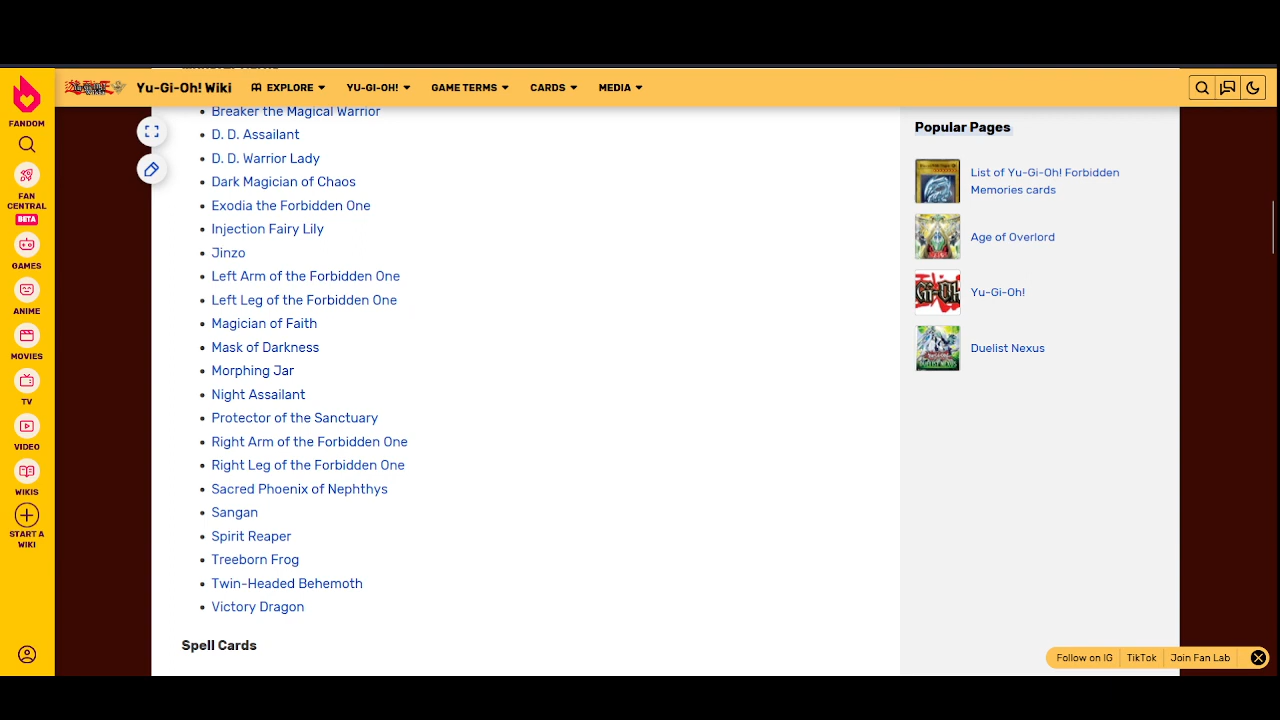 Yu-Gi-Oh! Wiki
EXPLORE
YU-GI-OH!
GAME TERMS
CARDS
MEDIA
FANDOM
FAN CENTRAL
BETA
GAMES
ANIME
MOVIES
TV
VIDEO
WIKIS
START A WIKI
Breaker the Magical Warrior
D. D. Assailant
D. D. Warrior Lady
Dark Magician of Chaos
Exodia the Forbidden One
Injection Fairy Lily
Jinzo
Left Arm of the Forbidden One
Left Leg of the Forbidden One
Magician of Faith
Mask of Darkness
Morphing Jar
Night Assailant
Protector of the Sanctuary
Right Arm of the Forbidden One
Right Leg of the Forbidden One
Sacred Phoenix of Nephthys
Sangan
Spirit Reaper
Treeborn Frog
Twin-Headed Behemoth
Victory Dragon
Spell Cards
Popular Pages
List of Yu-Gi-Oh! Forbidden
Memories cards
Age of Overlord
Yu-Gi-Oh!
Duelist Nexus
Follow on IG
TikTok
Join Fan Lab